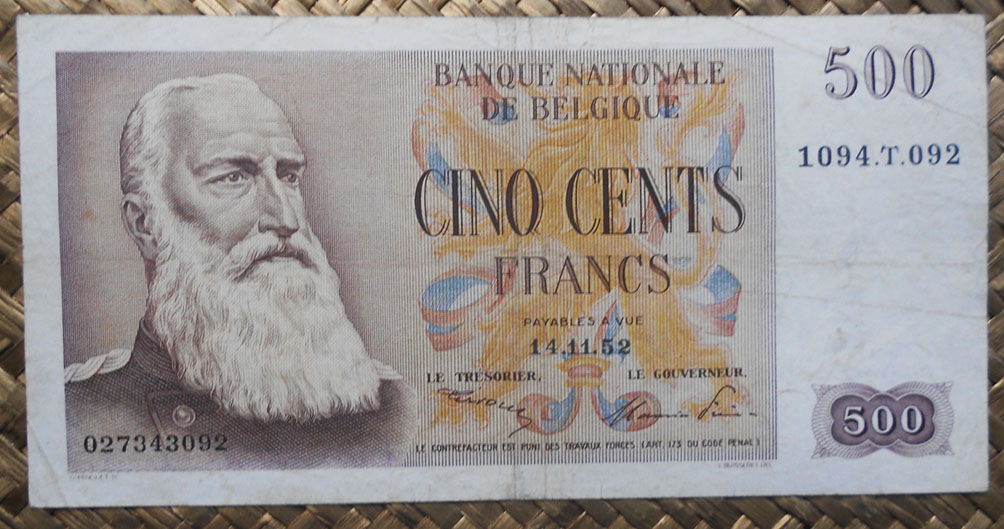 BANQUE NATIONALE
DE BELGIQUE
500
1094.T.092
CINQ CENTS
FRANCS
PAYABLES A VUE
14.11.52
LE TRÉSORIER,
LE GOUVERNEUR,
500
027343092
LE CONTREFACTEUR EST PUNI DES TRAVAUX FORCÉS (ART. 173 DU CODE PÉNAL)